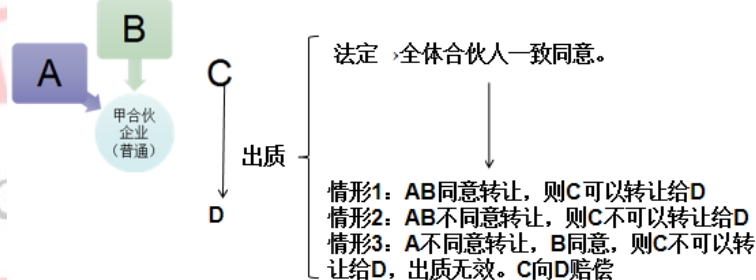 A
B
C
甲合伙
企业
（普通）
出质
D
法定→全体合伙人一致同意。
情形1：AB同意转让，则C可以转让给D
情形2：AB不同意转让，则C不可以转让给D
情形3：A不同意转让，B同意，则C不可以转
让给D，出质无效。C向D赔偿